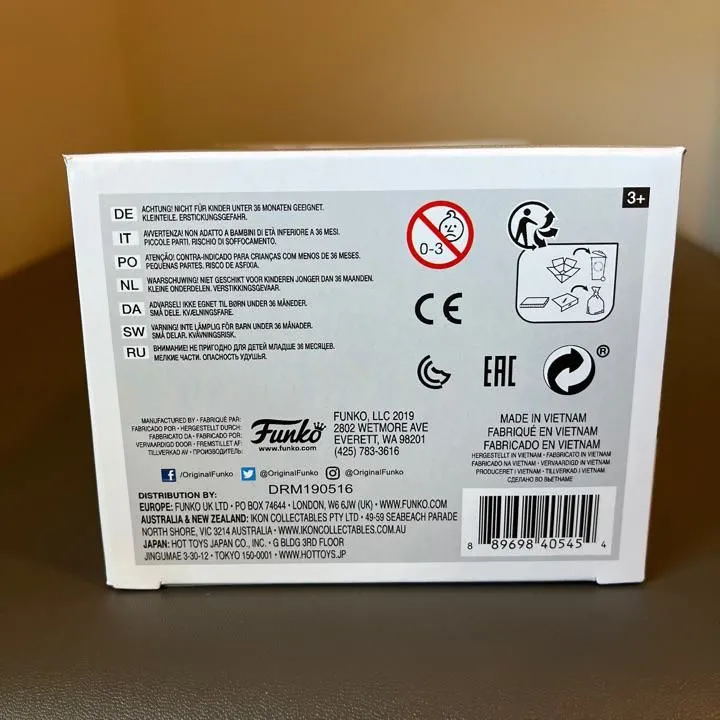 DE ACHTUNG! NICHT FÜR KINDER UNTER 36 MONATEN GEEIGNET.
KLEINTEILE. ERSTICKUNGSGEFAHR.
IT AVVERTENZA! NON ADATTO A BAMBINI DI ETÀ INFERIORE A 36 MESI.
PICCOLE PARTI. RISCHIO DI SOFFOCAMENTO.
PO ATENÇÃO! CONTRA-INDICADO PARA CRIANÇAS COM MENOS DE 36 MESES.
PEQUENAS PARTES. RISCO DE ASFIXIA.
NL WAARSCHUWING! NIET GESCHIKT VOOR KINDEREN JONGER DAN 36 MAANDEN.
KLEINE ONDERDELEN. VERSTIKKINGSGEVAAR.
DA ADVARSEL! IKKE EGNET TIL BØRN UNDER 36 MÅNEDER.
SMÅ DELE. KVÆLNINGSFARE.
SW VARNING! INTE LÄMPLIG FÖR BARN UNDER 36 MÅNADER.
SMÅ DELAR. KVÄVNINGSRISK.
RU ВНИМАНИЕ! НЕ ПРИГОДНО ДЛЯ ДЕТЕЙ МЛАДШЕ 36 МЕСЯЦЕВ.
МЕЛКИЕ ЧАСТИ. ОПАСНОСТЬ УДУШЬЯ.
0-3
3+
CE
EAC
®
MANUFACTURED BY • FABRIQUÉ PAR:
FABRICADO POR • HERGESTELLT DURCH:
FABBRICATO DA • FABRICADO POR:
VERVAARDIGD DOOR • FREMSTILLET AF:
TILLVERKAD AV • ПРОИЗВОДИТЕЛЬ:
Funko
www.funko.com
FUNKO, LLC 2019
2802 WETMORE AVE
EVERETT, WA 98201
(425) 783-3616
MADE IN VIETNAM
FABRIQUÉ EN VIETNAM
FABRICADO EN VIETNAM
HERGESTELLT IN VIETNAM • FABBRICATO IN VIETNAM
FABRICADO NA VIETNAM • VERVAARDIGD IN VIETNAM
PRODUCERET I VIETNAM • TILLVERKAD I VIETNAM
СДЕЛАНО ВО ВЬЕТНАМЕ
/OriginalFunko @OriginalFunko @OriginalFunko
DRM190516
DISTRIBUTION BY:
EUROPE: FUNKO UK LTD • PO BOX 74644 • LONDON, W6 6JW (UK) • WWW.FUNKO.COM
AUSTRALIA & NEW ZEALAND: IKON COLLECTABLES PTY LTD • 49-59 SEABEACH PARADE
NORTH SHORE, VIC 3214 AUSTRALIA • WWW.IKONCOLLECTABLES.COM.AU
JAPAN: HOT TOYS JAPAN CO., INC. • G BLDG 3RD FLOOR
JINGUMAE 3-30-12 • TOKYO 150-0001 • WWW.HOTTOYS.JP
8 89698 40545 4